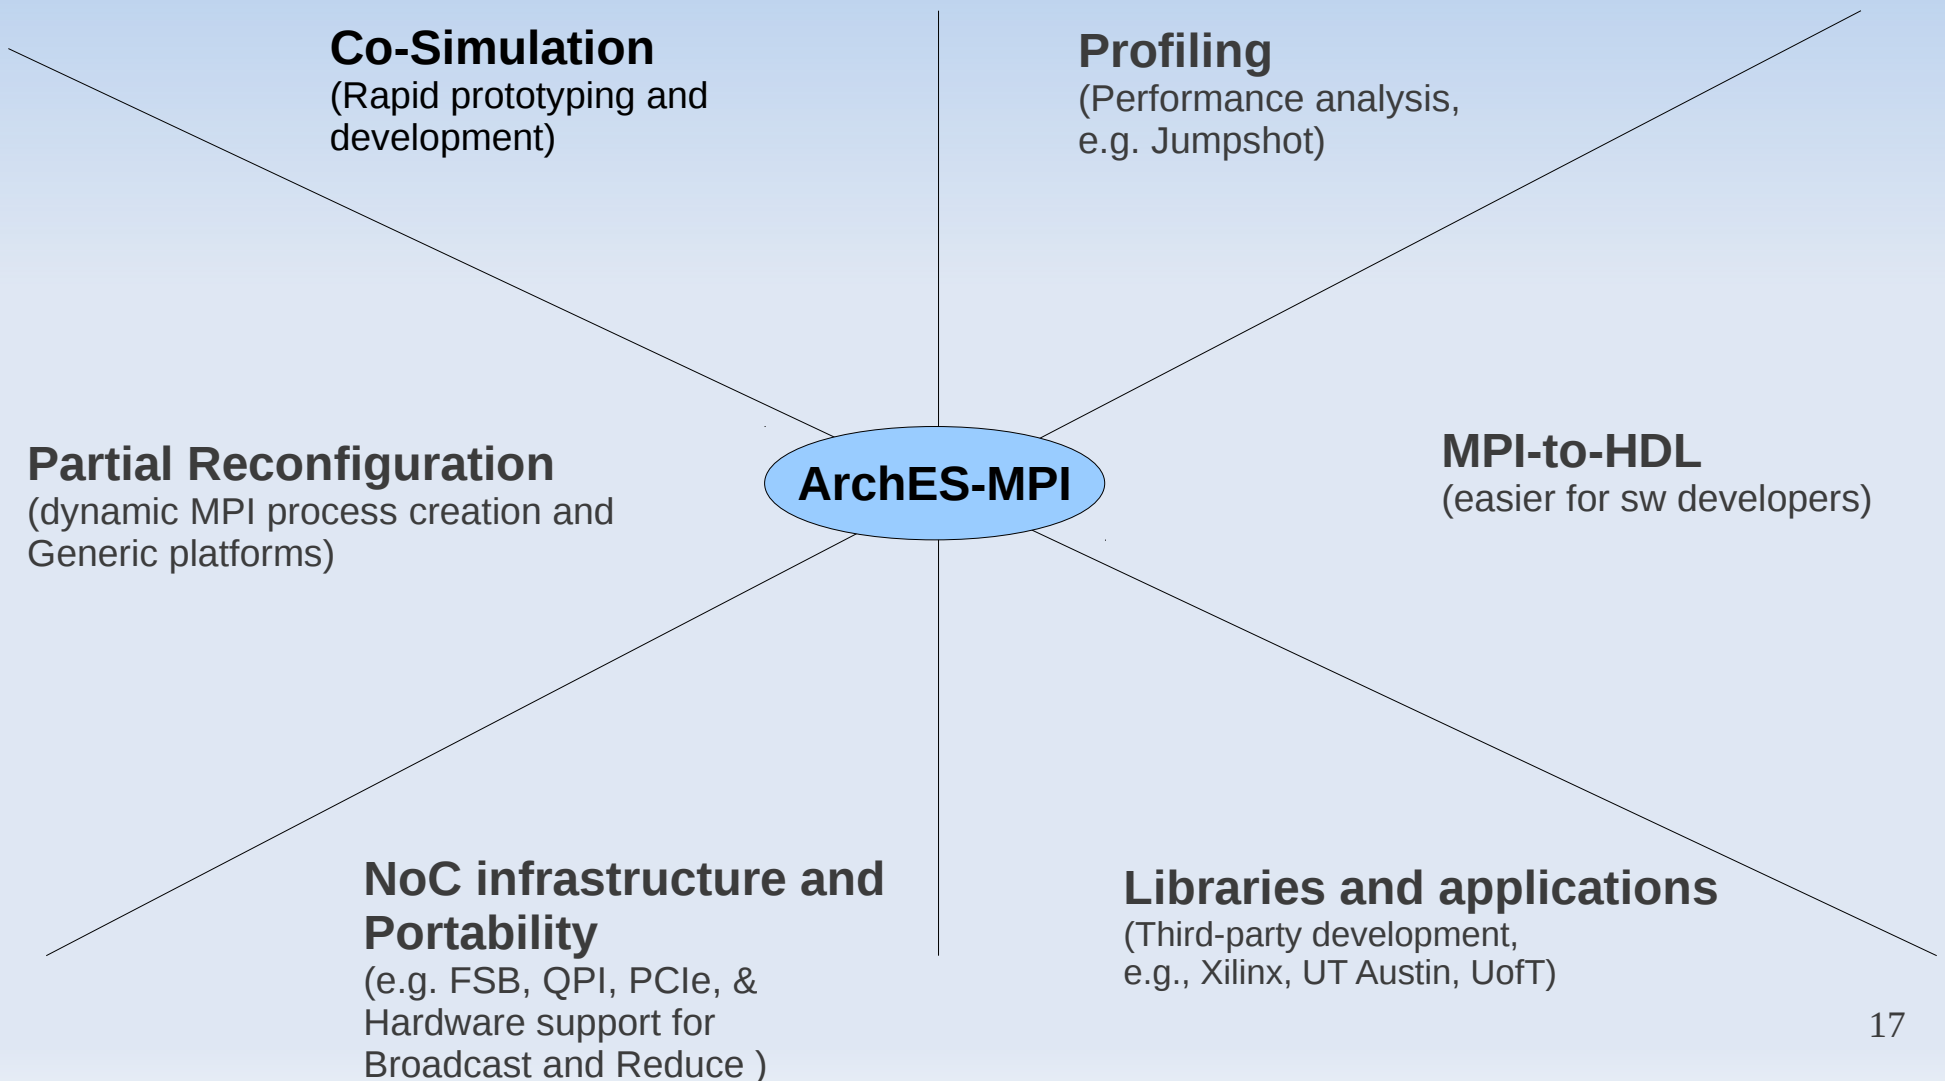 Co-Simulation
(Rapid prototyping and
development)
Profiling
(Performance analysis,
e.g. Jumpshot)
Partial Reconfiguration
(dynamic MPI process creation and
Generic platforms)
ArchES-MPI
MPI-to-HDL
(easier for sw developers)
NoC infrastructure and
Portability
(e.g. FSB, QPI, PCIe, &
Hardware support for
Broadcast and Reduce )
Libraries and applications
(Third-party development,
e.g., Xilinx, UT Austin, UofT)
17